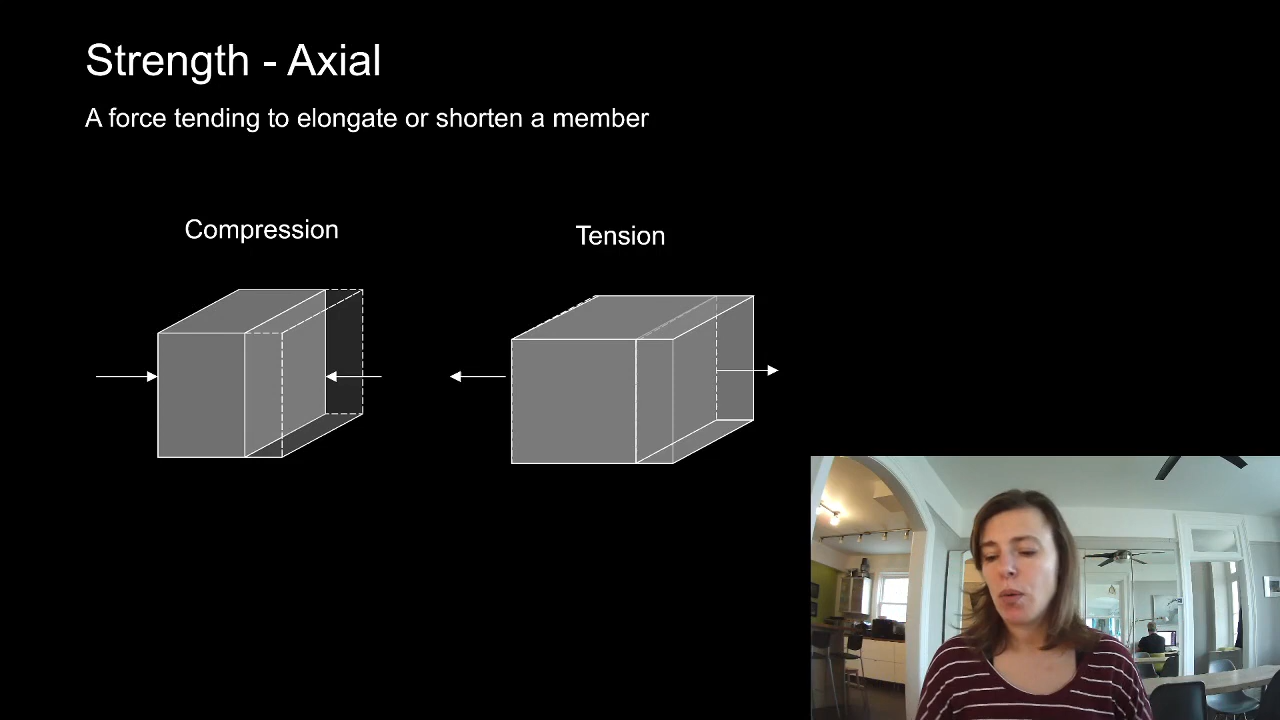 Strength - Axial
A force tending to elongate or shorten a member
Compression
Tension